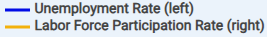 Unemployment Rate (left)
Labor Force Participation Rate (right)